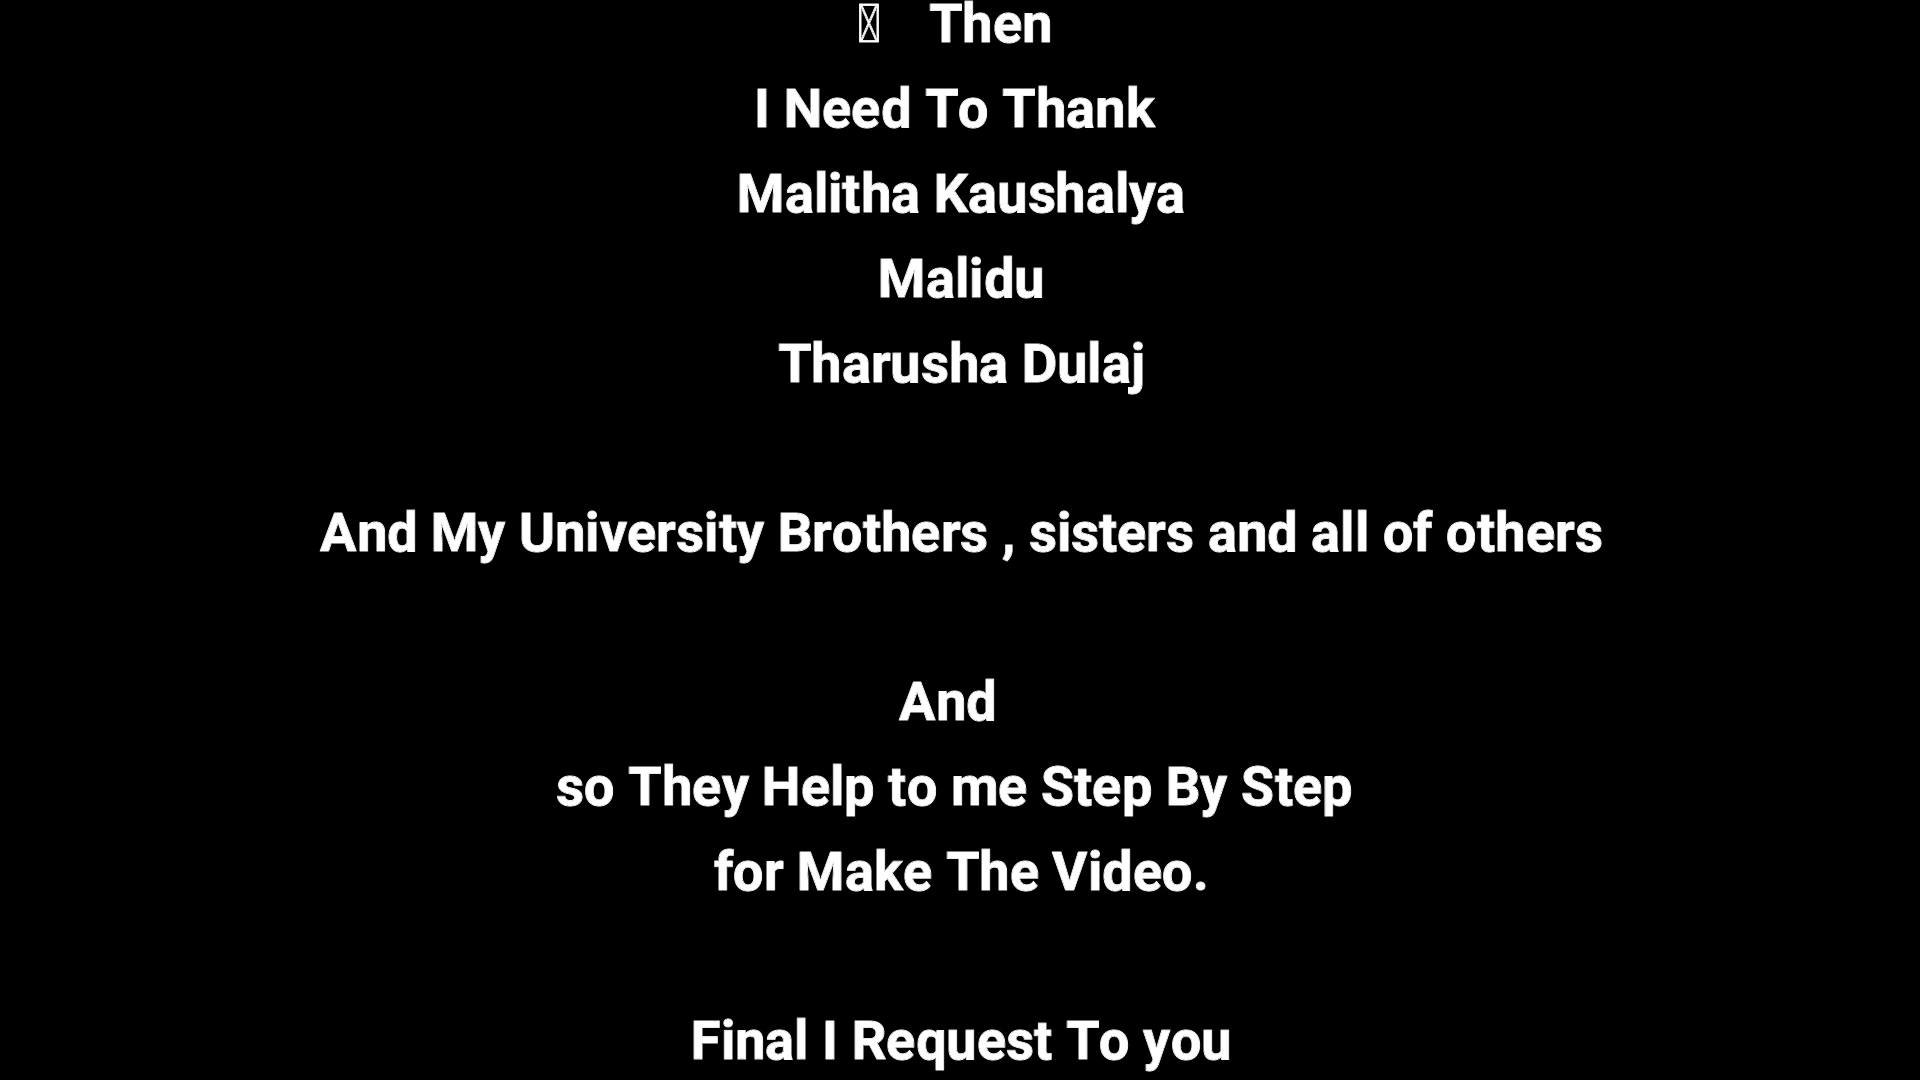 Then
I Need To Thank
Malitha Kaushalya
Malidu
Tharusha Dulaj
And My University Brothers , sisters and all of others
And
so They Help to me Step By Step
for Make The Video.
Final I Request To you